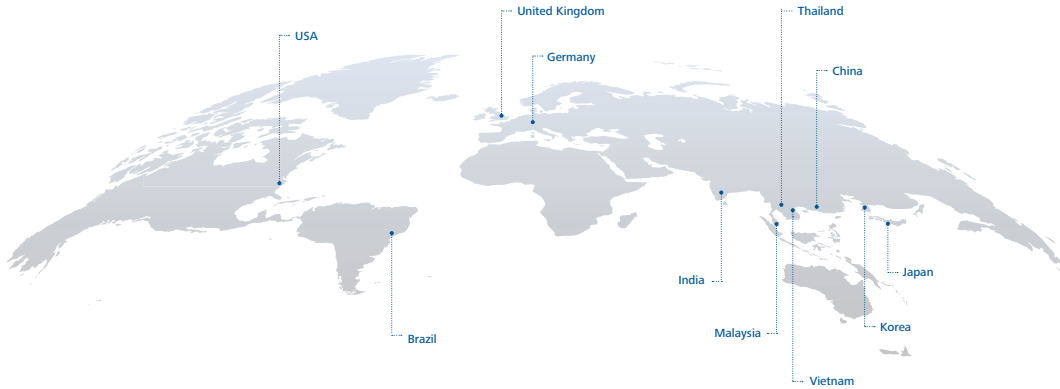 United Kingdom
Thailand
USA
Germany
China
Japan
India
Korea
Malaysia
Brazil
Vietnam